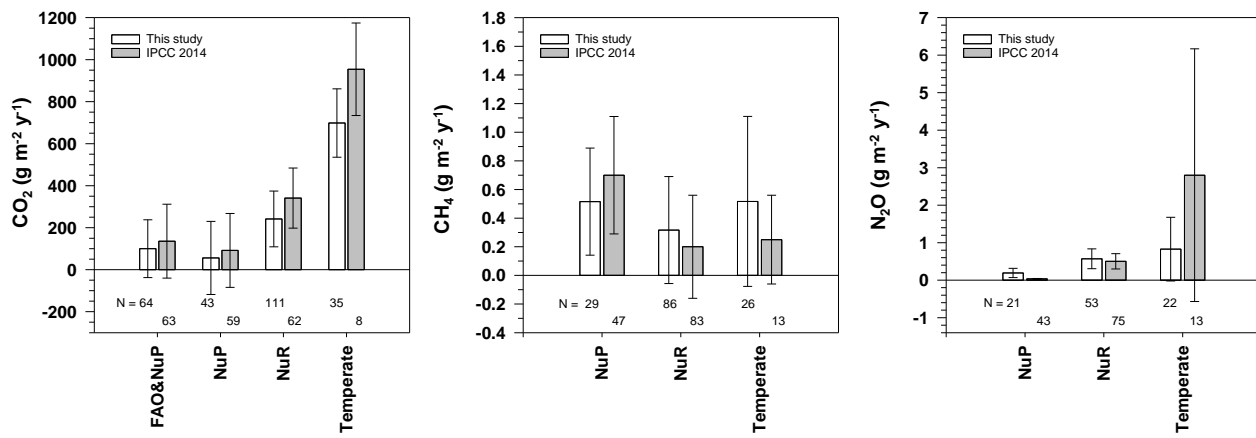 CO₂ (g m⁻² y⁻¹)
1200
1000
800
600
400
200
0
-200
This study
IPCC 2014
N = 64 43 111 35
63 59 62 8
FAO&NuP
NuP
NuR
Temperate
CH₄ (g m⁻² y⁻¹)
1.8
1.6
1.4
1.2
1.0
0.8
0.6
0.4
0.2
0.0
-0.2
-0.4
This study
IPCC 2014
N = 29 86 26
47 83 13
NuP
NuR
Temperate
N₂O (g m⁻² y⁻¹)
7
6
5
4
3
2
1
0
-1
This study
IPCC 2014
N = 21 53 22
43 75 13
NuP
NuR
Temperate